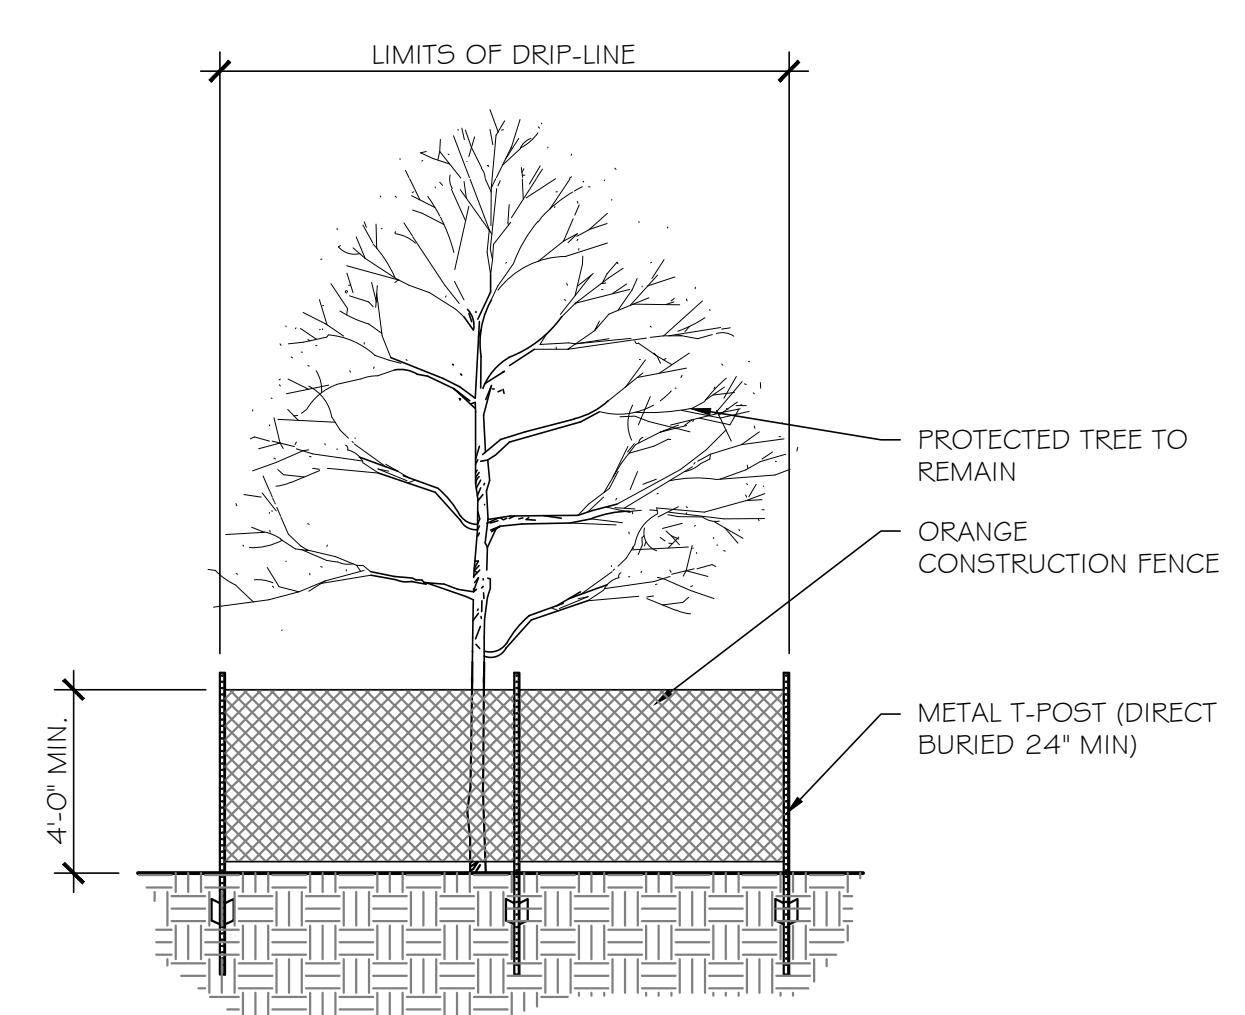 LIMITS OF DRIP-LINE
PROTECTED TREE TO
REMAIN
ORANGE
CONSTRUCTION FENCE
METAL T-POST (DIRECT
BURIED 24" MIN)
4'-0" MIN.